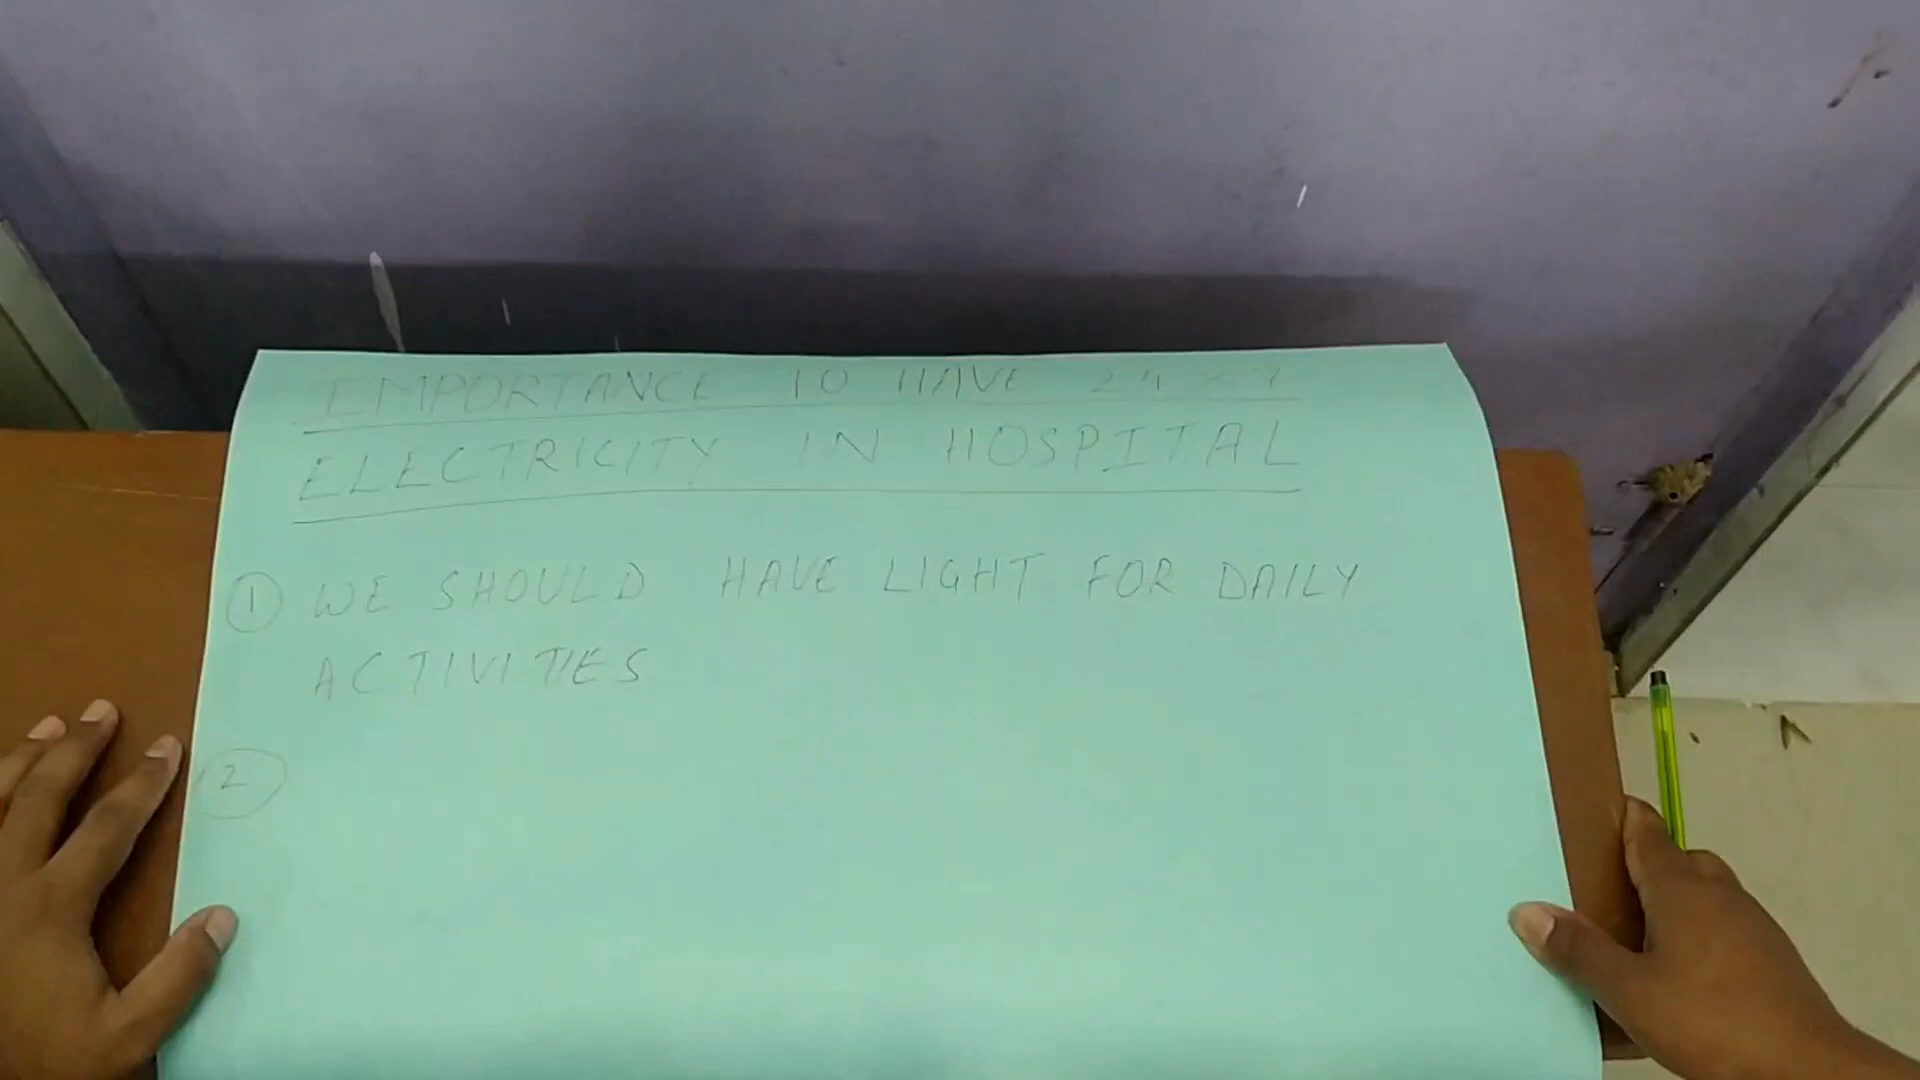 IMPORTANCE TO HAVE 24 X 7
ELECTRICITY IN HOSPITAL
1 WE SHOULD HAVE LIGHT FOR DAILY
ACTIVITIES
2